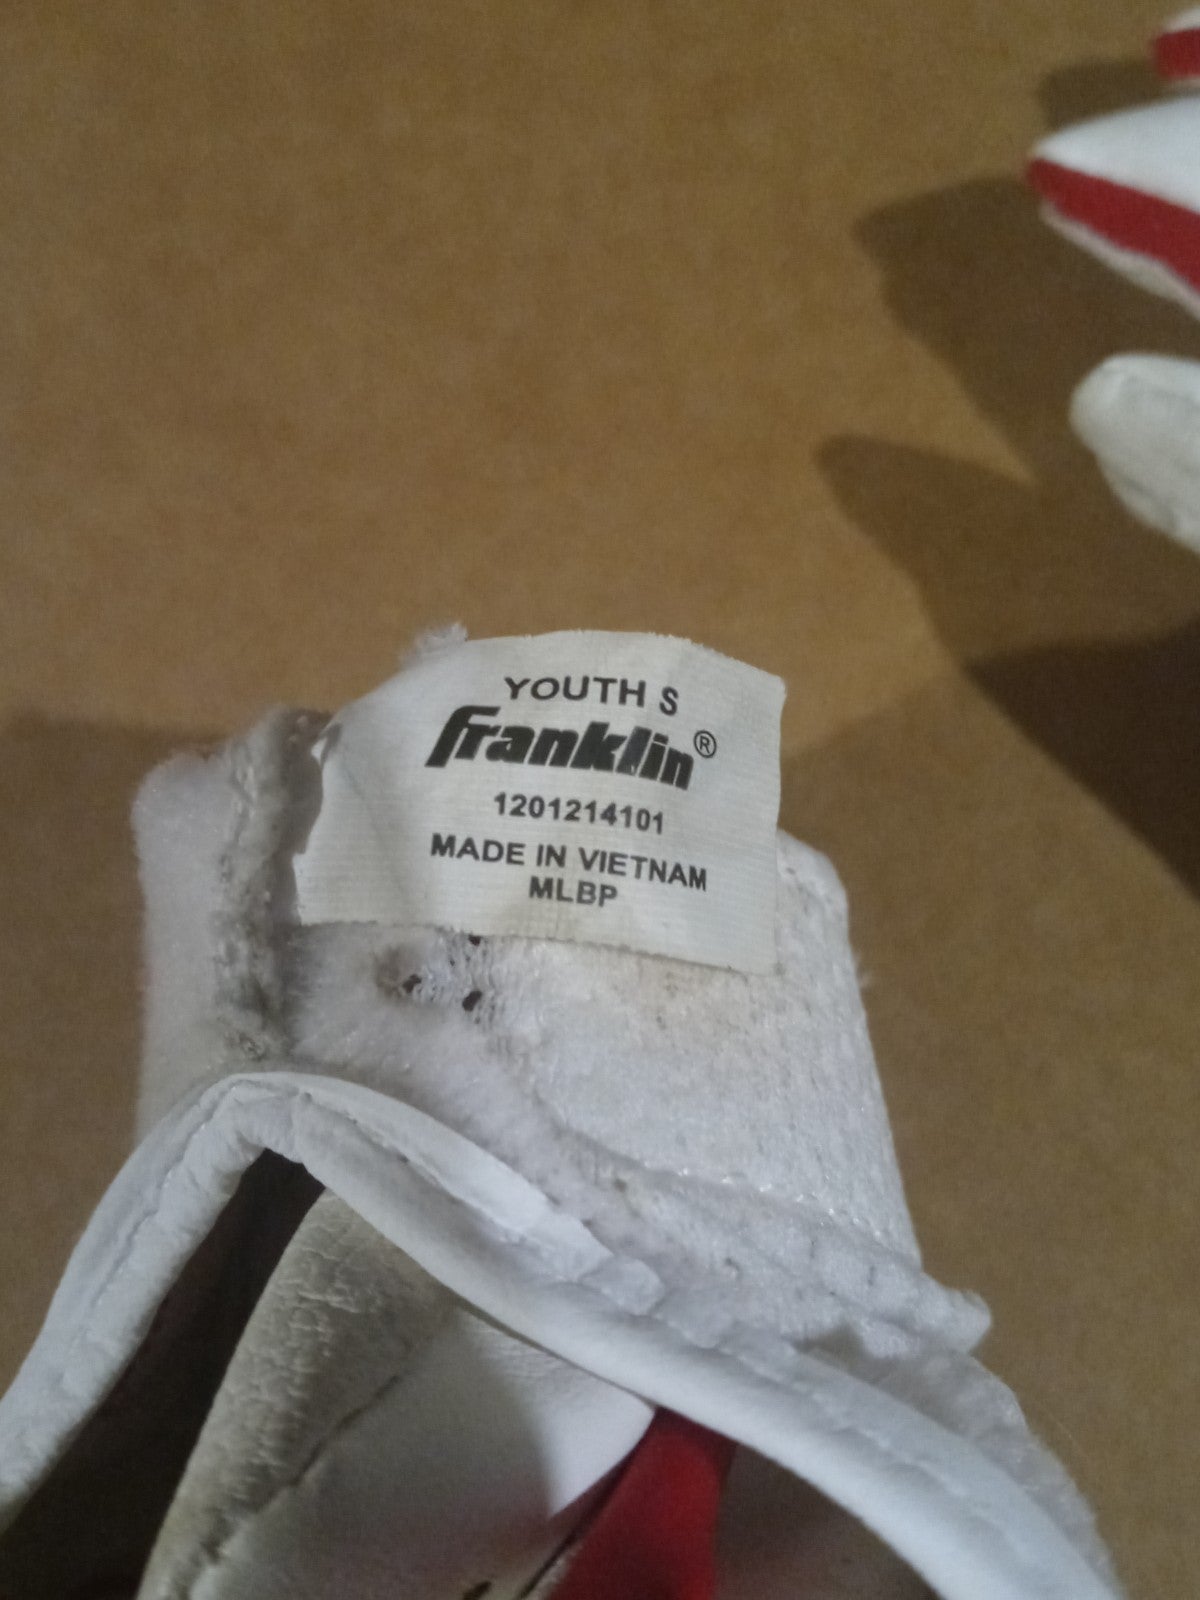 YOUTH S
Franklin®
1201214101
MADE IN VIETNAM
MLBP